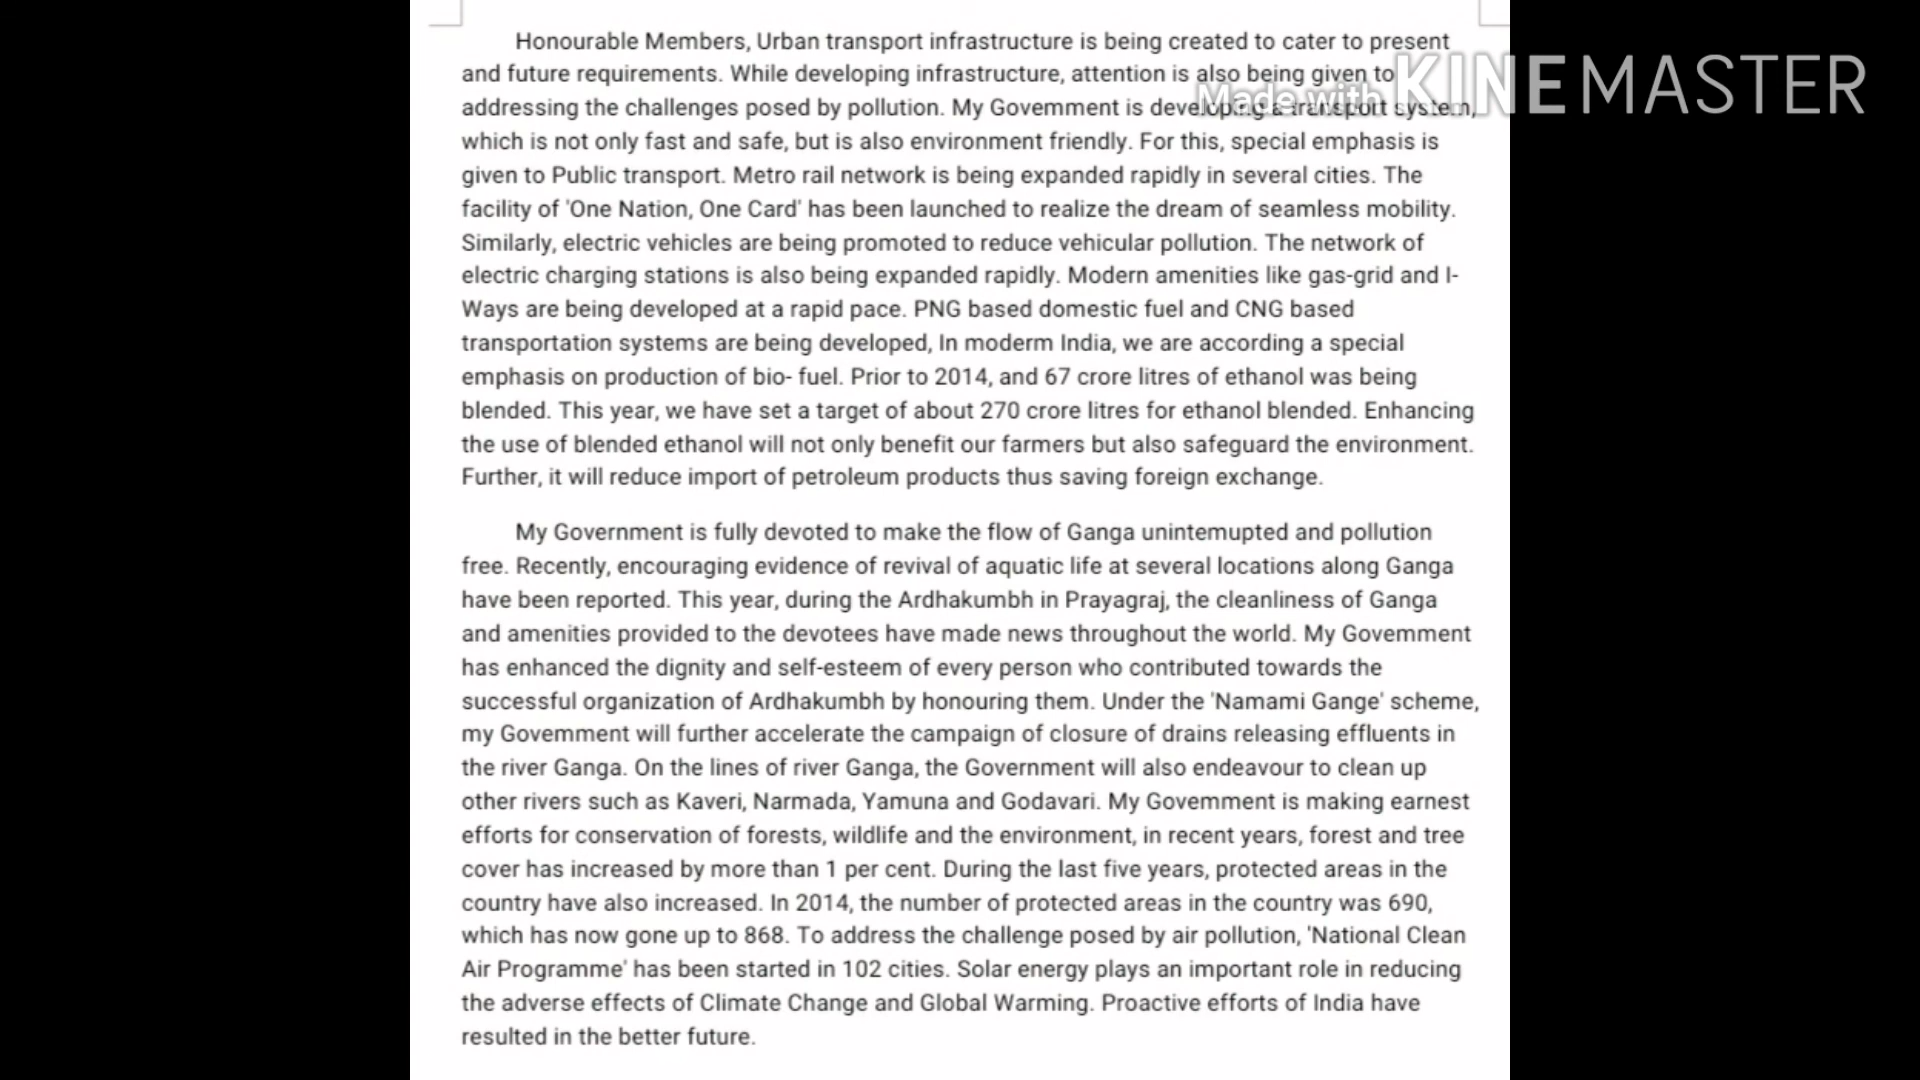 Honourable Members, Urban transport infrastructure is being created to cater to present
and future requirements. While developing infrastructure, attention is also being given to
addressing the challenges posed by pollution. My Govemment is developing a transport system,
which is not only fast and safe, but is also environment friendly. For this, special emphasis is
given to Public transport. Metro rail network is being expanded rapidly in several cities. The
facility of 'One Nation, One Card' has been launched to realize the dream of seamless mobility.
Similarly, electric vehicles are being promoted to reduce vehicular pollution. The network of
electric charging stations is also being expanded rapidly. Modern amenities like gas-grid and I-
Ways are being developed at a rapid pace. PNG based domestic fuel and CNG based
transportation systems are being developed, In moderm India, we are according a special
emphasis on production of bio- fuel. Prior to 2014, and 67 crore litres of ethanol was being
blended. This year, we have set a target of about 270 crore litres for ethanol blended. Enhancing
the use of blended ethanol will not only benefit our farmers but also safeguard the environment.
Further, it will reduce import of petroleum products thus saving foreign exchange.
My Government is fully devoted to make the flow of Ganga unintemupted and pollution
free. Recently, encouraging evidence of revival of aquatic life at several locations along Ganga
have been reported. This year, during the Ardhakumbh in Prayagraj, the cleanliness of Ganga
and amenities provided to the devotees have made news throughout the world. My Govemment
has enhanced the dignity and self-esteem of every person who contributed towards the
successful organization of Ardhakumbh by honouring them. Under the 'Namami Gange' scheme,
my Govemment will further accelerate the campaign of closure of drains releasing effluents in
the river Ganga. On the lines of river Ganga, the Government will also endeavour to clean up
other rivers such as Kaveri, Narmada, Yamuna and Godavari. My Govemment is making earnest
efforts for conservation of forests, wildlife and the environment, in recent years, forest and tree
cover has increased by more than 1 per cent. During the last five years, protected areas in the
country have also increased. In 2014, the number of protected areas in the country was 690,
which has now gone up to 868. To address the challenge posed by air pollution, 'National Clean
Air Programme' has been started in 102 cities. Solar energy plays an important role in reducing
the adverse effects of Climate Change and Global Warming. Proactive efforts of India have
resulted in the better future.
Made with KINEMASTER